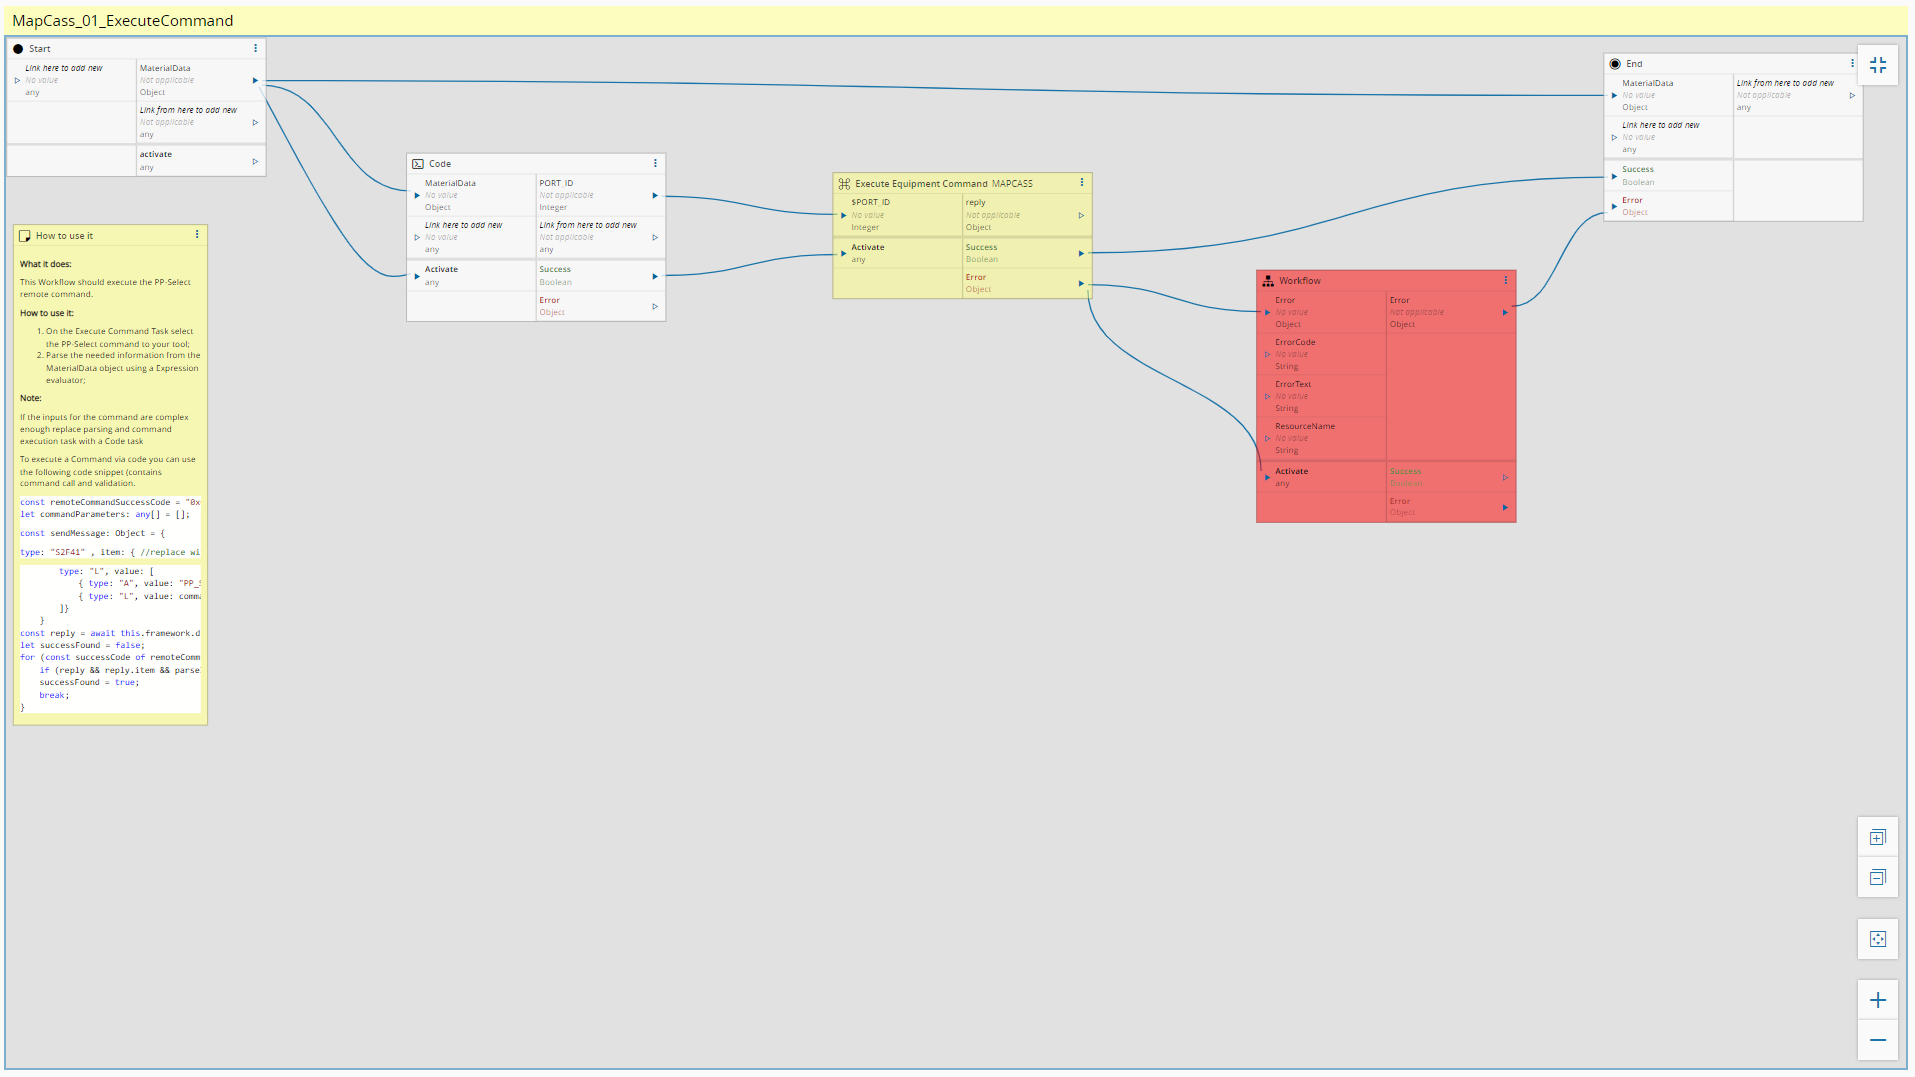 MapCass_01_ExecuteCommand
Start
Link here to add new
No value
any
MaterialData
Not applicable
Object
Link from here to add new
Not applicable
any
activate
any
How to use it
What it does:
This Workflow should execute the PP-Select
remote command.
How to use it:
1. On the Execute Command Task select
the PP-Select command to your tool;
2. Parse the needed information from the
MaterialData object using a Expression
evaluator;
Note:
If the inputs for the command are complex
enough replace parsing and command
execution task with a Code task
To execute a Command via code you can use
the following code snippet (contains
command call and validation.
const remoteCommandSuccessCode = "0x
let commandParameters: any[] = [];
const sendMessage: Object = {
type: "S2F41" , item: { //replace wi
type: "L", value: [
{ type: "A", value: "PP_S
{ type: "L", value: comma
]}
}
const reply = await this.framework.d
let successFound = false;
for (const successCode of remoteComm
if (reply && reply.item && parse
successFound = true;
break;
}
Code
MaterialData
No value
Object
Link here to add new
No value
any
Activate
any
PORT_ID
Not applicable
Integer
Link from here to add new
Not applicable
any
Success
Boolean
Error
Object
Execute Equipment Command MAPCASS
$PORT_ID
No value
Integer
Activate
any
reply
Not applicable
Object
Success
Boolean
Error
Object
Workflow
Error
No value
Object
ErrorCode
No value
String
ErrorText
No value
String
ResourceName
No value
String
Activate
any
Error
Not applicable
Object
Success
Boolean
Error
Object
End
MaterialData
No value
Object
Link here to add new
No value
any
Success
Boolean
Error
Object
Link from here to add new
Not applicable
any